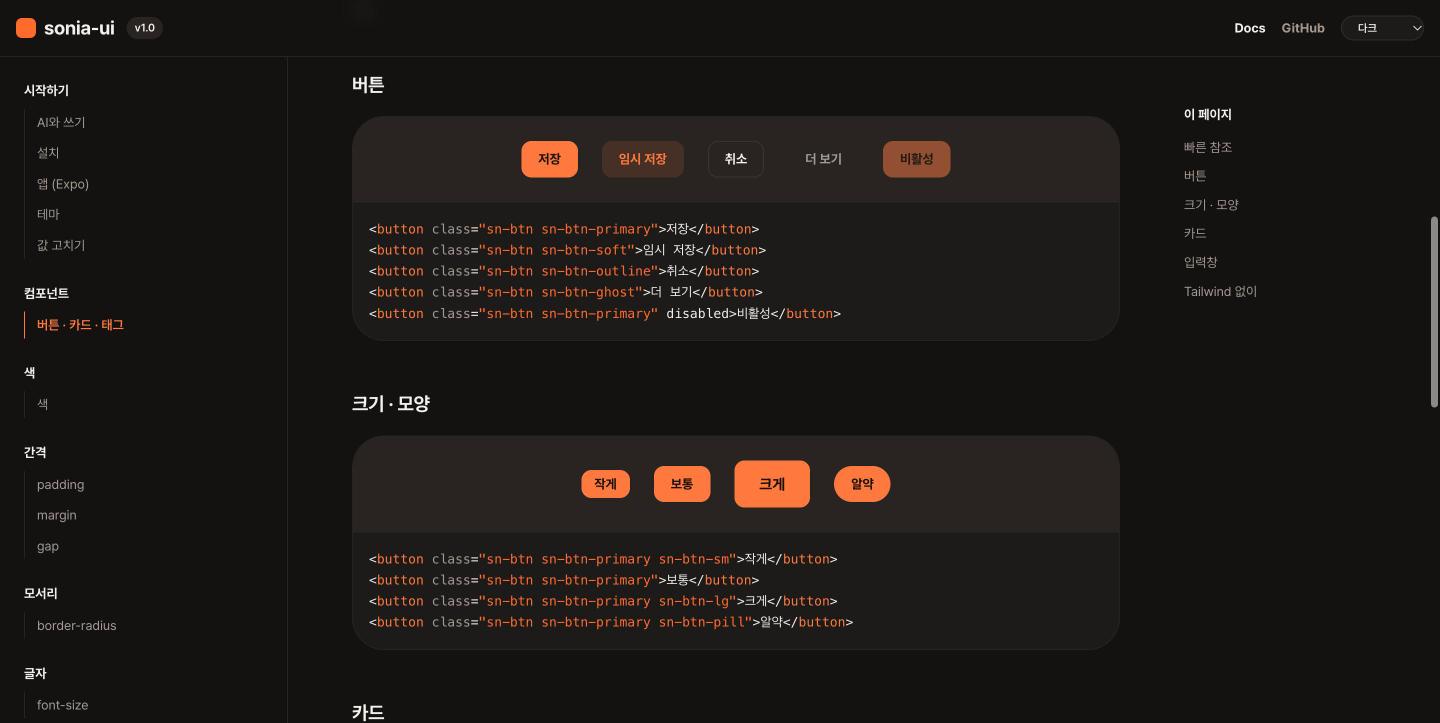 sonia-ui
v1.0
Docs
GitHub
다크
시작하기
AI와 쓰기
설치
앱 (Expo)
테마
값 고치기
컴포넌트
버튼 · 카드 · 태그
색
색
간격
padding
margin
gap
모서리
border-radius
글자
font-size
버튼
저장
임시 저장
취소
더 보기
비활성
<button class="sn-btn sn-btn-primary">저장</button>
<button class="sn-btn sn-btn-soft">임시 저장</button>
<button class="sn-btn sn-btn-outline">취소</button>
<button class="sn-btn sn-btn-ghost">더 보기</button>
<button class="sn-btn sn-btn-primary" disabled>비활성</button>
크기 · 모양
작게
보통
크게
알약
<button class="sn-btn sn-btn-primary sn-btn-sm">작게</button>
<button class="sn-btn sn-btn-primary">보통</button>
<button class="sn-btn sn-btn-primary sn-btn-lg">크게</button>
<button class="sn-btn sn-btn-primary sn-btn-pill">알약</button>
카드
이 페이지
빠른 참조
버튼
크기 · 모양
카드
입력창
Tailwind 없이